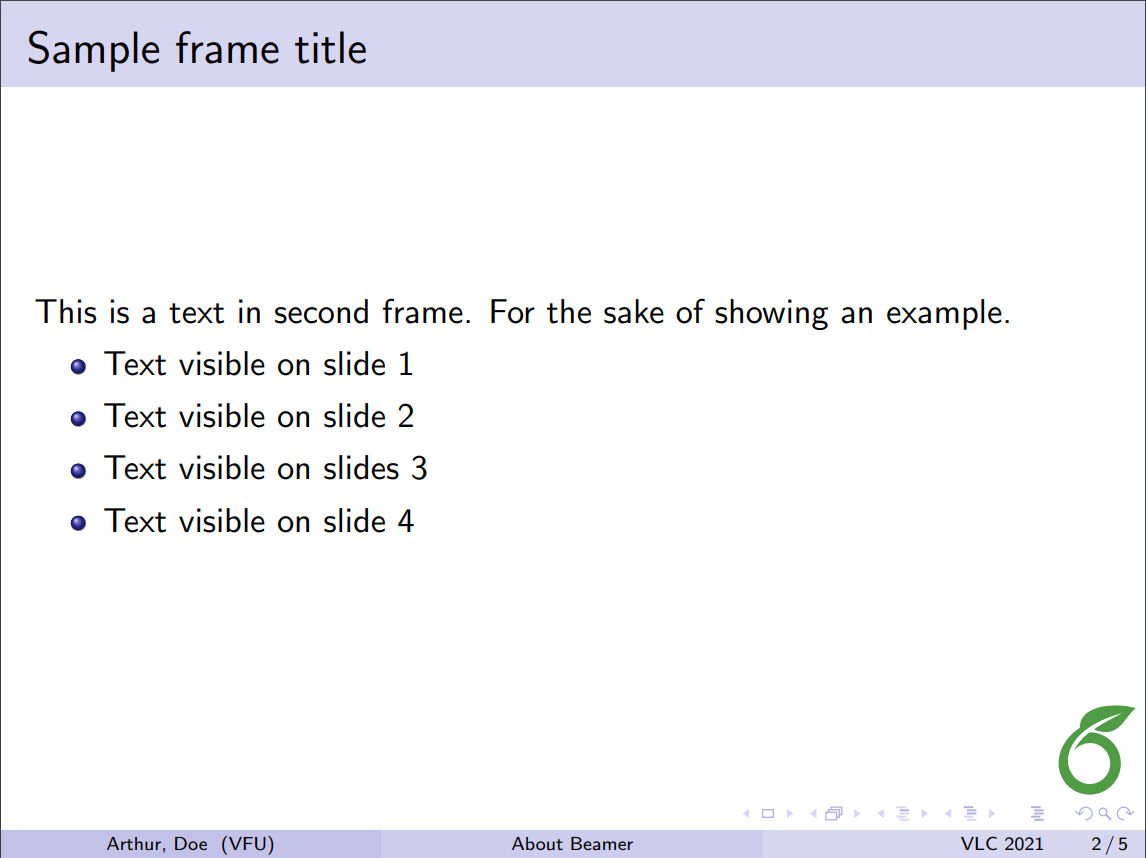 Sample frame title
This is a text in second frame. For the sake of showing an example.
Text visible on slide 1
Text visible on slide 2
Text visible on slides 3
Text visible on slide 4
Arthur, Doe (VFU) About Beamer VLC 2021 2 / 5